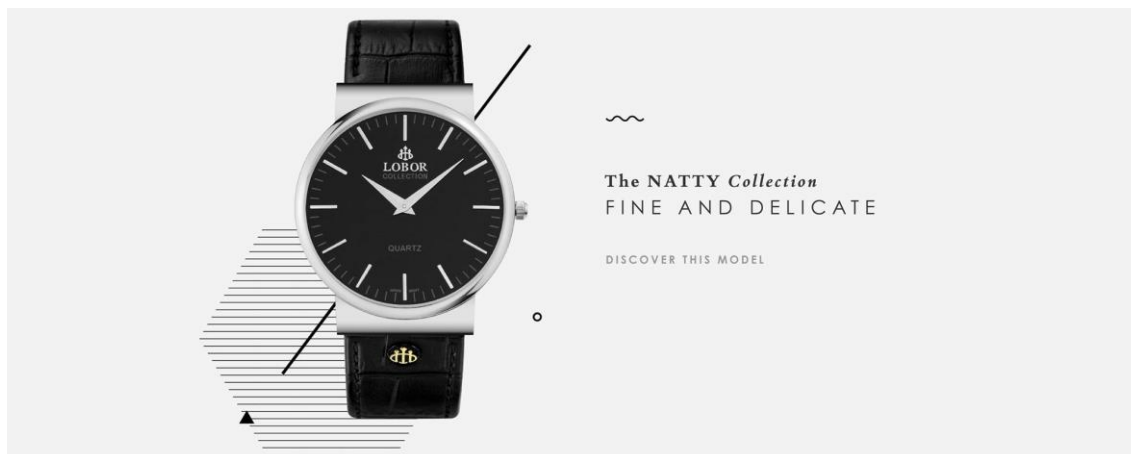 LOBOR
COLLECTION
QUARTZ
The NATTY Collection
FINE AND DELICATE
DISCOVER THIS MODEL